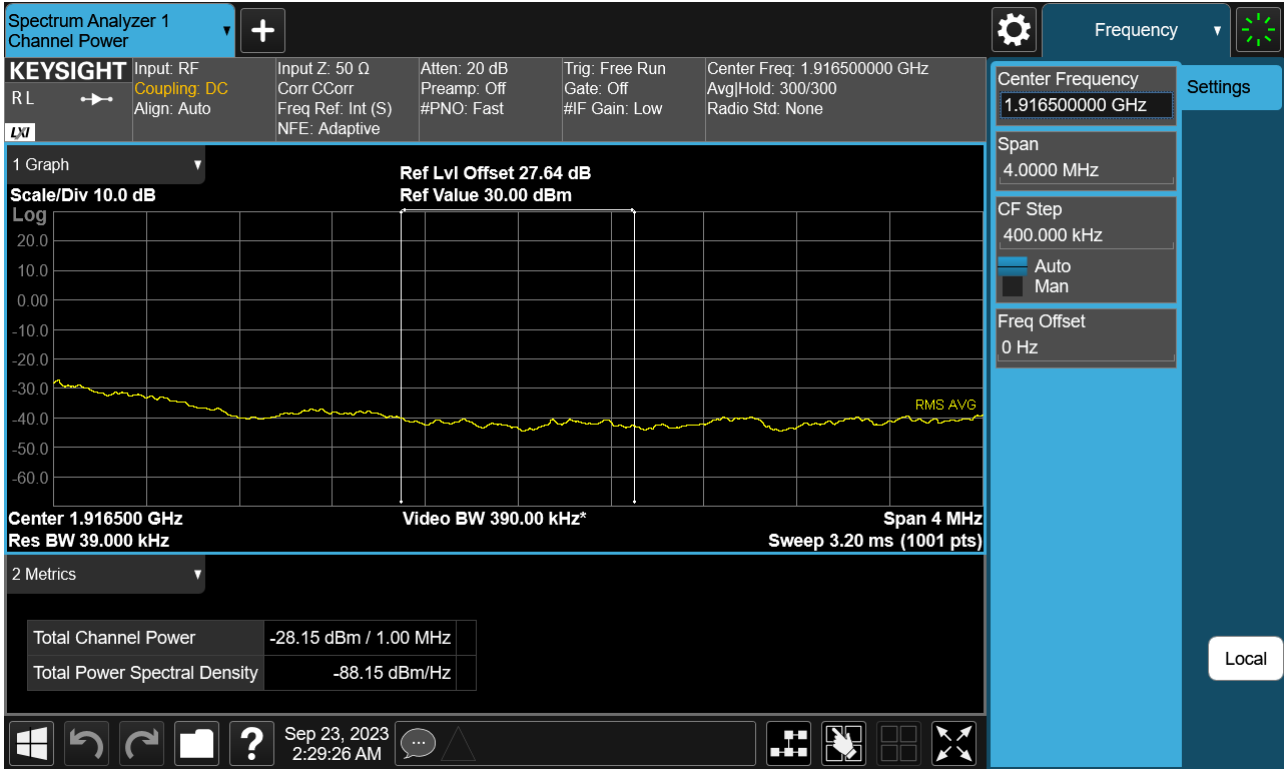 Spectrum Analyzer 1
Channel Power
Frequency
KEYSIGHT
R L
LXI
Input: RF
Coupling: DC
Align: Auto
Input Z: 50 Ω
Corr CCorr
Freq Ref: Int (S)
NFE: Adaptive
Atten: 20 dB
Preamp: Off
#PNO: Fast
Trig: Free Run
Gate: Off
#IF Gain: Low
Center Freq: 1.916500000 GHz
Avg|Hold: 300/300
Radio Std: None
Center Frequency
1.916500000 GHz
Settings
Span
4.0000 MHz
CF Step
400.000 kHz
Auto
Man
Freq Offset
0 Hz
1 Graph
Scale/Div 10.0 dB
Ref Lvl Offset 27.64 dB
Ref Value 30.00 dBm
Log
20.0
10.0
0.00
-10.0
-20.0
-30.0
-40.0
-50.0
-60.0
RMS AVG
Center 1.916500 GHz
Video BW 390.00 kHz*
Span 4 MHz
Res BW 39.000 kHz
Sweep 3.20 ms (1001 pts)
2 Metrics
Total Channel Power -28.15 dBm / 1.00 MHz
Total Power Spectral Density -88.15 dBm/Hz
Local
?
Sep 23, 2023
2:29:26 AM